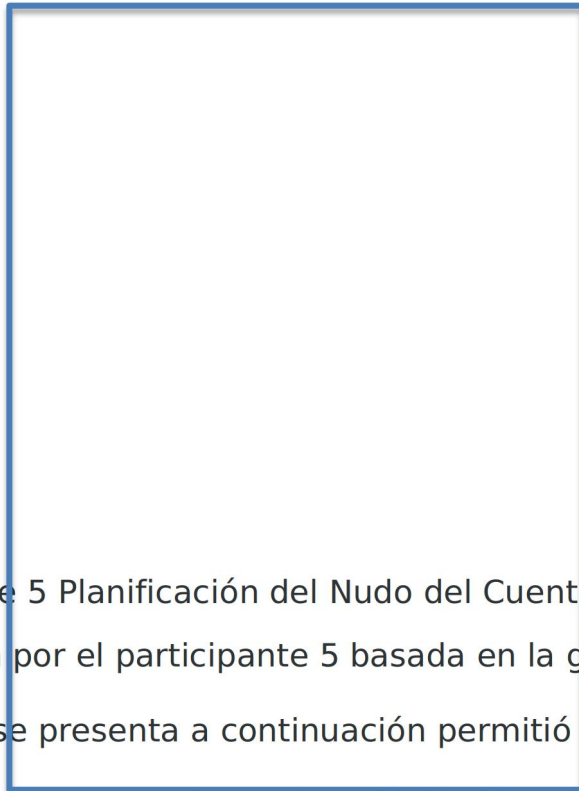 e 5 Planificación del Nudo del Cuent
por el participante 5 basada en la g
se presenta a continuación permitió